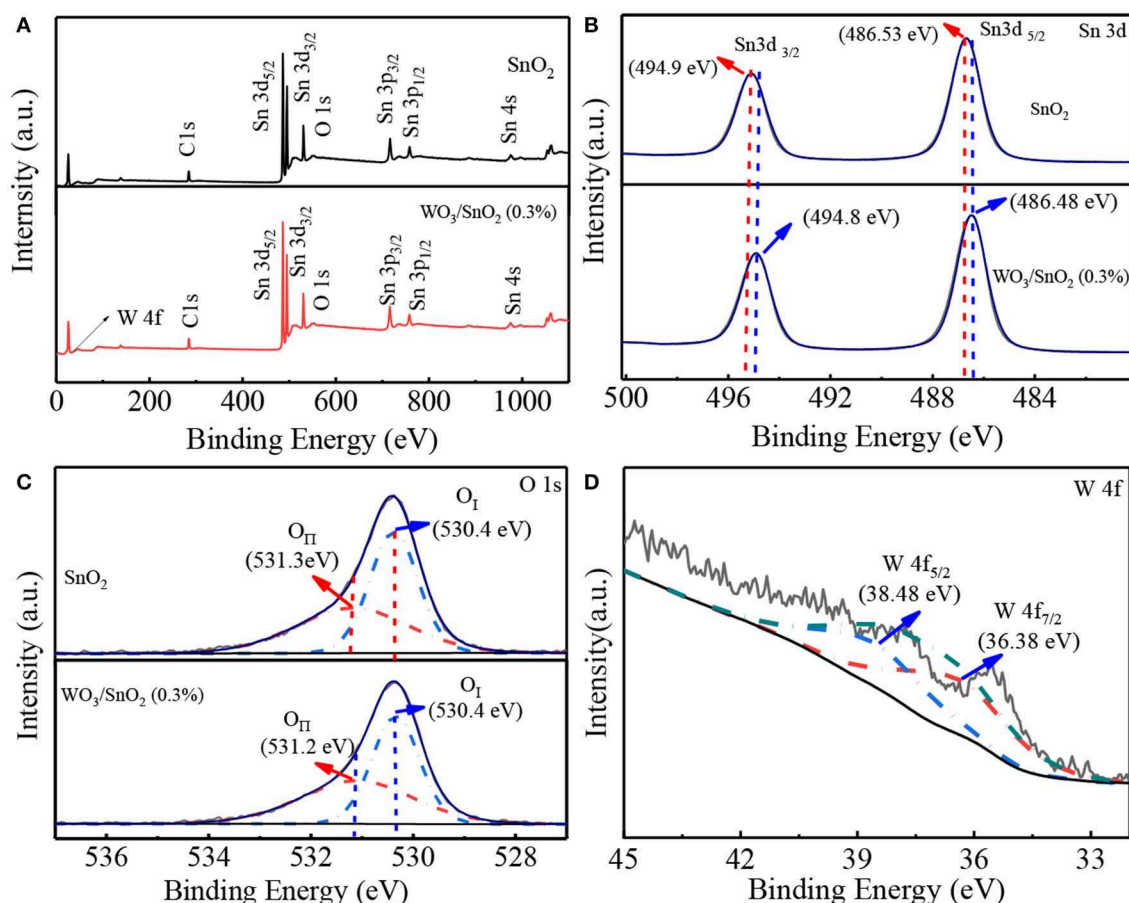 A
Sn 3d5/2
Sn 3d3/2
O 1s
Sn 3p3/2
Sn 3p1/2
SnO2
C1s
Sn 4s
WO3/SnO2 (0.3%)
Sn 3d5/2
Sn 3d3/2
O 1s
Sn 3p3/2
Sn 3p1/2
W 4f
C1s
Sn 4s
Internsity (a.u.)
0 200 400 600 800 1000
Binding Energy (eV)
B
Sn3d 3/2
(486.53 eV)
Sn3d 5/2
Sn 3d
(494.9 eV)
SnO2
(494.8 eV)
(486.48 eV)
WO3/SnO2 (0.3%)
Intensity(a.u.)
500 495 492 488 484
Binding Energy (eV)
C
O 1s
OI
(530.4 eV)
OII
(531.3eV)
SnO2
WO3/SnO2 (0.3%)
OI
(530.4 eV)
OII
(531.2 eV)
Intensity (a.u.)
536 534 532 530 528
Binding Energy (eV)
D
W 4f
W 4f5/2
(38.48 eV)
W 4f7/2
(36.38 eV)
Intensity(a.u.)
45 42 39 36 33
Binding Energy (eV)